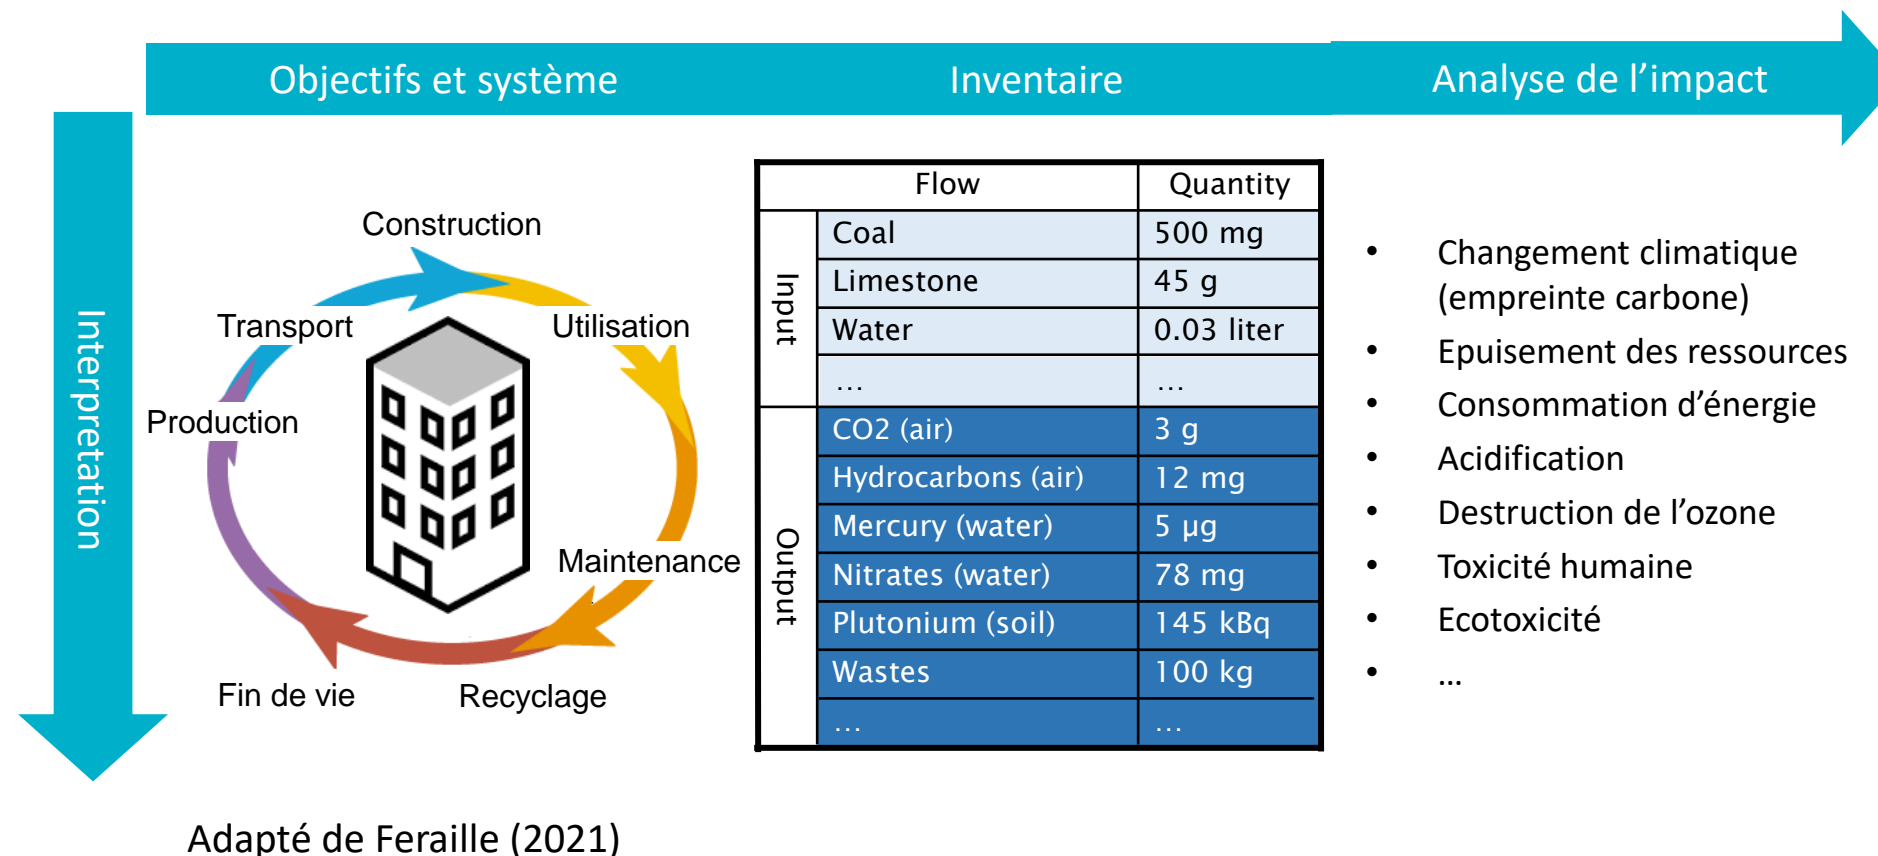 Objectifs et système
Inventaire
Analyse de l’impact
Interpretation
Construction
Transport
Utilisation
Production
Maintenance
Fin de vie
Recyclage
Flow Quantity
Input
Coal 500 mg
Limestone 45 g
Water 0.03 liter
... ...
Output
CO2 (air) 3 g
Hydrocarbons (air) 12 mg
Mercury (water) 5 µg
Nitrates (water) 78 mg
Plutonium (soil) 145 kBq
Wastes 100 kg
... ...
• Changement climatique
(empreinte carbone)
• Epuisement des ressources
• Consommation d’énergie
• Acidification
• Destruction de l’ozone
• Toxicité humaine
• Ecotoxicité
• ...
Adapté de Feraille (2021)